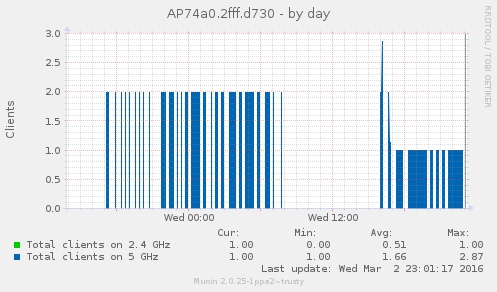 AP74a0.2fff.d730 - by day
RRDTOOL / TOBI OETIKER
3.0
2.5
2.0
1.5
1.0
0.5
0.0
Clients
Wed 00:00 Wed 12:00
Cur: Min: Avg: Max:
Total clients on 2.4 GHz 1.00 0.00 0.51 1.00
Total clients on 5 GHz 1.00 1.00 1.66 2.87
Last update: Wed Mar 2 23:01:17 2016
Munin 2.0.25-1ppa2~trusty